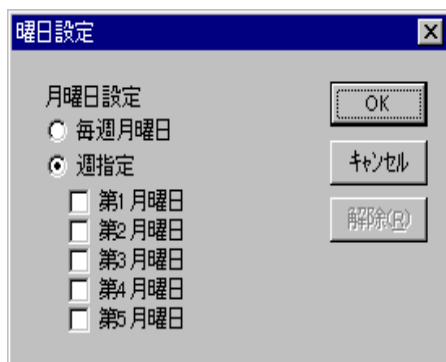 曜日設定
月曜日設定
毎週月曜日
週指定
第1月曜日
第2月曜日
第3月曜日
第4月曜日
第5月曜日
OK
キャンセル
解除(R)